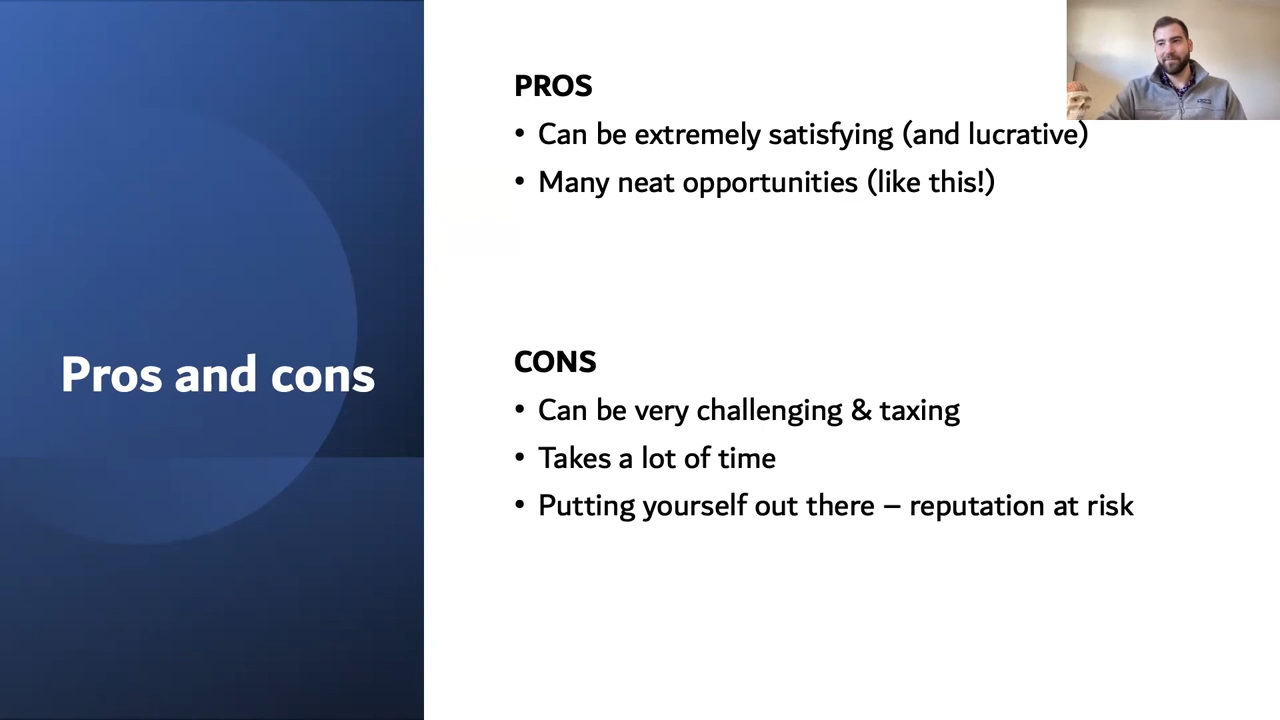 PROS
• Can be extremely satisfying (and lucrative)
• Many neat opportunities (like this!)
Pros and cons
CONS
• Can be very challenging & taxing
• Takes a lot of time
• Putting yourself out there – reputation at risk